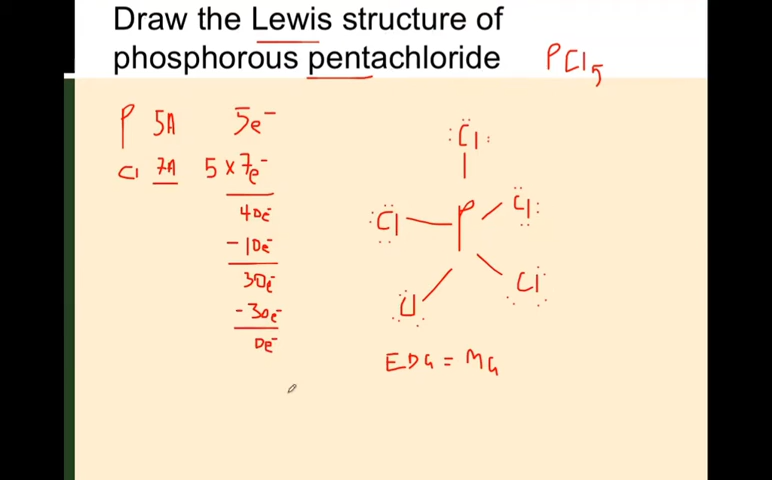 Draw the Lewis structure of
phosphorous pentachloride PCl5
P 5A 5e-
Cl 7A 5 x 7e-
40e-
-10e-
30e-
-30e-
0e-
Cl
Cl P Cl
Cl Cl
EDG = MG